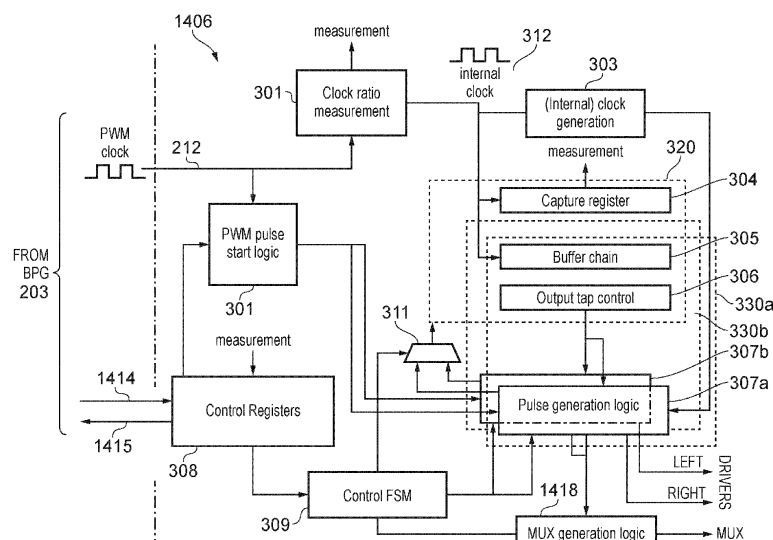 1406
measurement
312
internal
clock
303
301
Clock ratio
measurement
(Internal) clock
generation
PWM
clock
212
measurement
320
304
Capture register
PWM pulse
start logic
305
Buffer chain
FROM
BPG
203
301
306
Output tap control
330a
311
330b
measurement
307b
307a
1414
Control Registers
Pulse generation logic
1415
308
LEFT
DRIVERS
Control FSM
1418
RIGHT
309
MUX generation logic
MUX